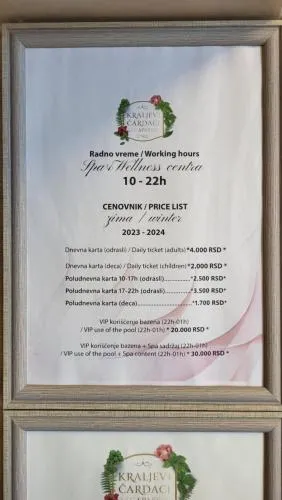 KRALJEVI
ČARDACI
SPA
Radno vreme / Working hours
Spa & Wellness centra
10 - 22h
CENOVNIK / PRICE LIST
zima / winter
2023 - 2024
Dnevna karta (odrasli) / Daily ticket (adults) *4.000 RSD *
Dnevna karta (deca) / Daily ticket (children) *2.000 RSD *
Poludnevna karta 10-17h (odrasli)..............*2.500 RSD*
Poludnevna karta 17-22h (odrasli)..............*3.500 RSD*
Poludnevna karta (deca)............................*1.700 RSD*
VIP korišćenje bazena (22h-01h)
/ VIP use of the pool (22h-01h) * 20.000 RSD *
VIP korišćenje bazena + Spa sadržaj (22h-01h)
/ VIP use of the pool + Spa content (22h-01h) * 30.000 RSD *
KRALJEVI
ČARDACI